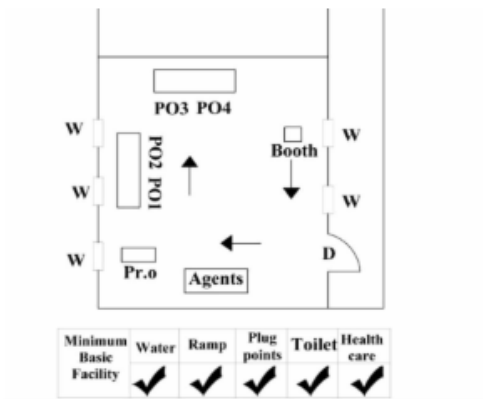 PO3 PO4
W
W
Booth
PO2 PO1
W
W
W
D
Pr.o
Agents
Minimum Basic Facility
Water
Ramp
Plug points
Toilet
Health care